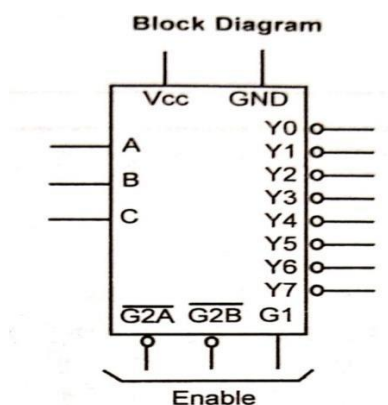 Block Diagram
Vcc GND
Y0
A Y1
Y2
B Y3
C Y4
Y5
Y6
Y7
G2A G2B G1
Enable